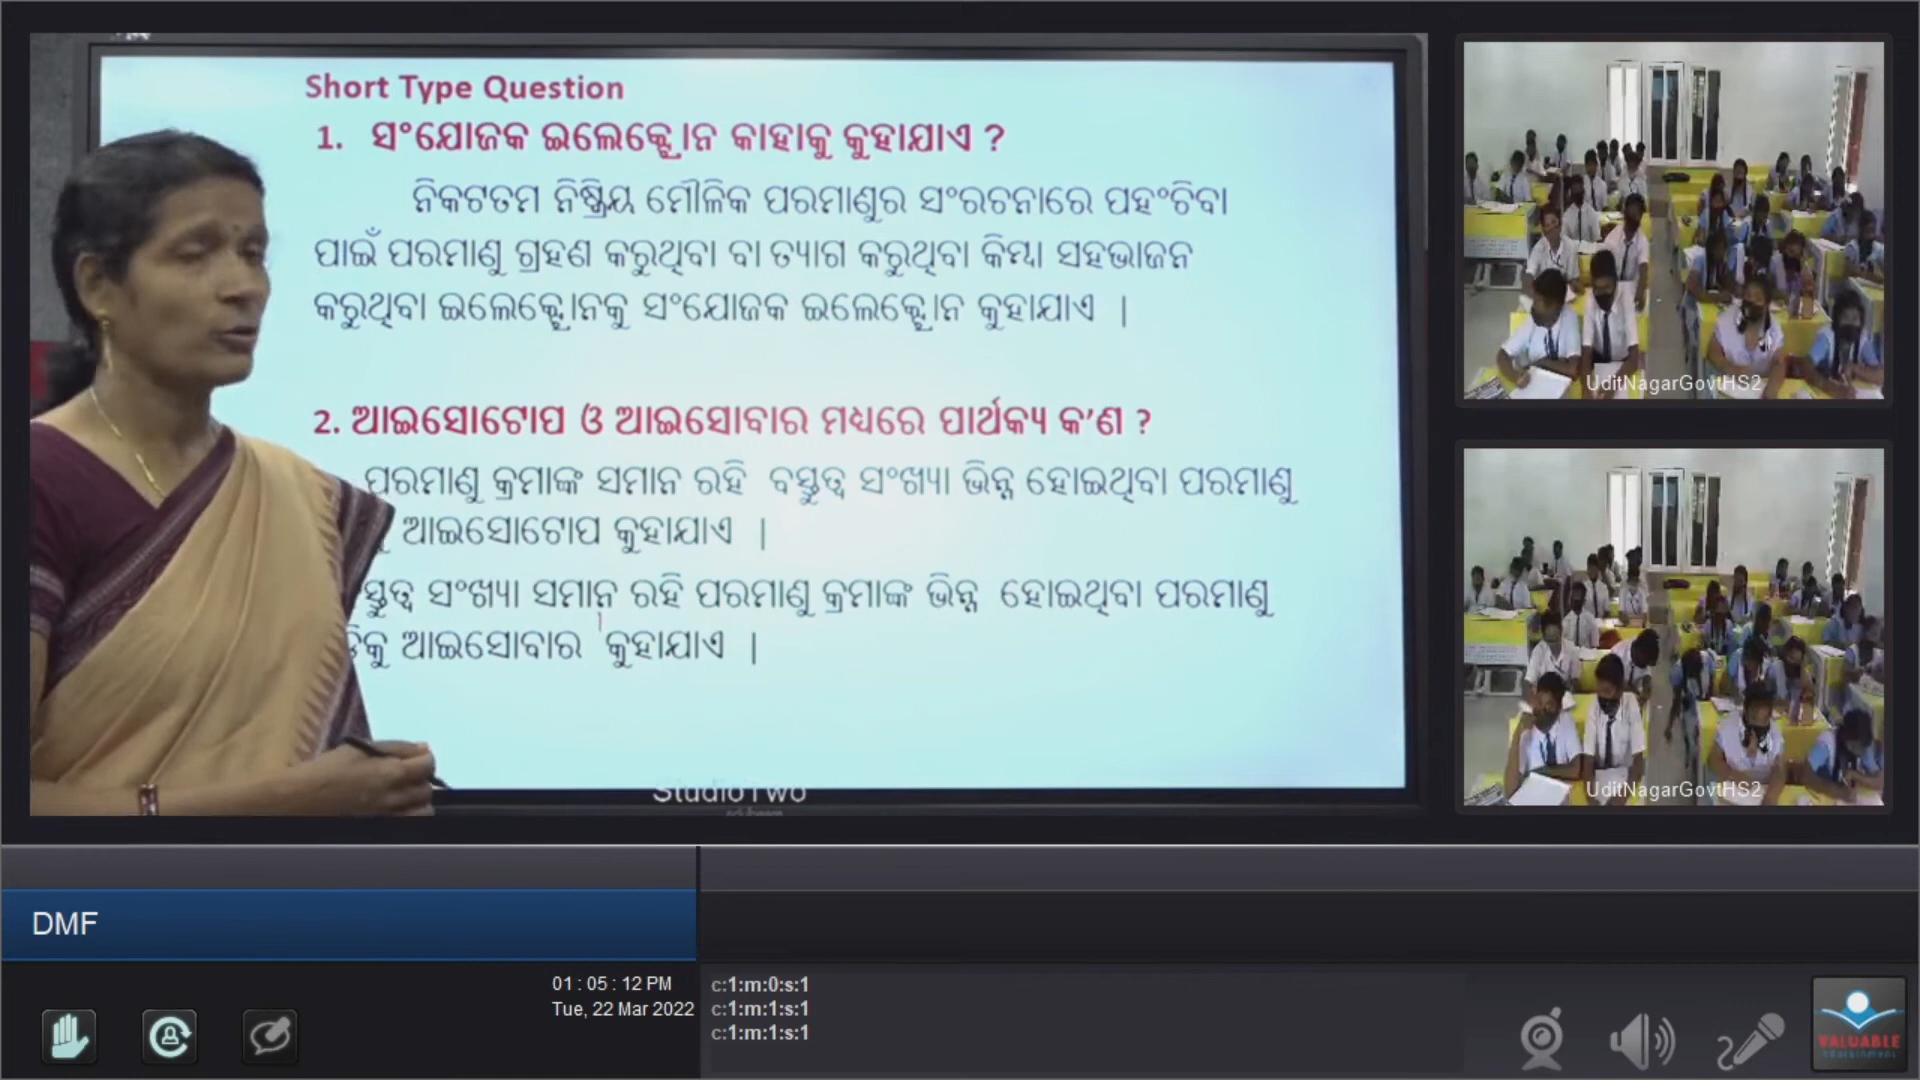 Short Type Question
1. ସଂଯୋଜକ ଇଲେକ୍ଟ୍ରୋନ କାହାକୁ କୁହାଯାଏ ?
ନିକଟତମ ନିଷ୍କ୍ରିୟ ମୌଳିକ ପରମାଣୁର ସଂରଚନାରେ ପହଂଚିବା
ପାଇଁ ପରମାଣୁ ଗ୍ରହଣ କରୁଥିବା ବା ତ୍ୟାଗ କରୁଥିବା କିମ୍ବା ସହଭାଜନ
କରୁଥିବା ଇଲେକ୍ଟ୍ରୋନକୁ ସଂଯୋଜକ ଇଲେକ୍ଟ୍ରୋନ କୁହାଯାଏ |
2. ଆଇସୋଟୋପ ଓ ଆଇସୋବାର ମଧ୍ୟରେ ପାର୍ଥକ୍ୟ କ'ଣ ?
ପରମାଣୁ କ୍ରମାଙ୍କ ସମାନ ରହି ବସ୍ତୁତ୍ୱ ସଂଖ୍ୟା ଭିନ୍ନ ହୋଇଥିବା ପରମାଣୁ
ଆଇସୋଟୋପ କୁହାଯାଏ |
ସ୍ତୁତ୍ୱ ସଂଖ୍ୟା ସମାନ ରହି ପରମାଣୁ କ୍ରମାଙ୍କ ଭିନ୍ନ ହୋଇଥିବା ପରମାଣୁ
କୁ ଆଇସୋବାର କୁହାଯାଏ |
StudioTwo
UditNagarGovtHS2
UditNagarGovtHS2
DMF
01 : 05 : 12 PM
Tue, 22 Mar 2022
c:1:m:0:s:1
c:1:m:1:s:1
c:1:m:1:s:1
VALUABLE